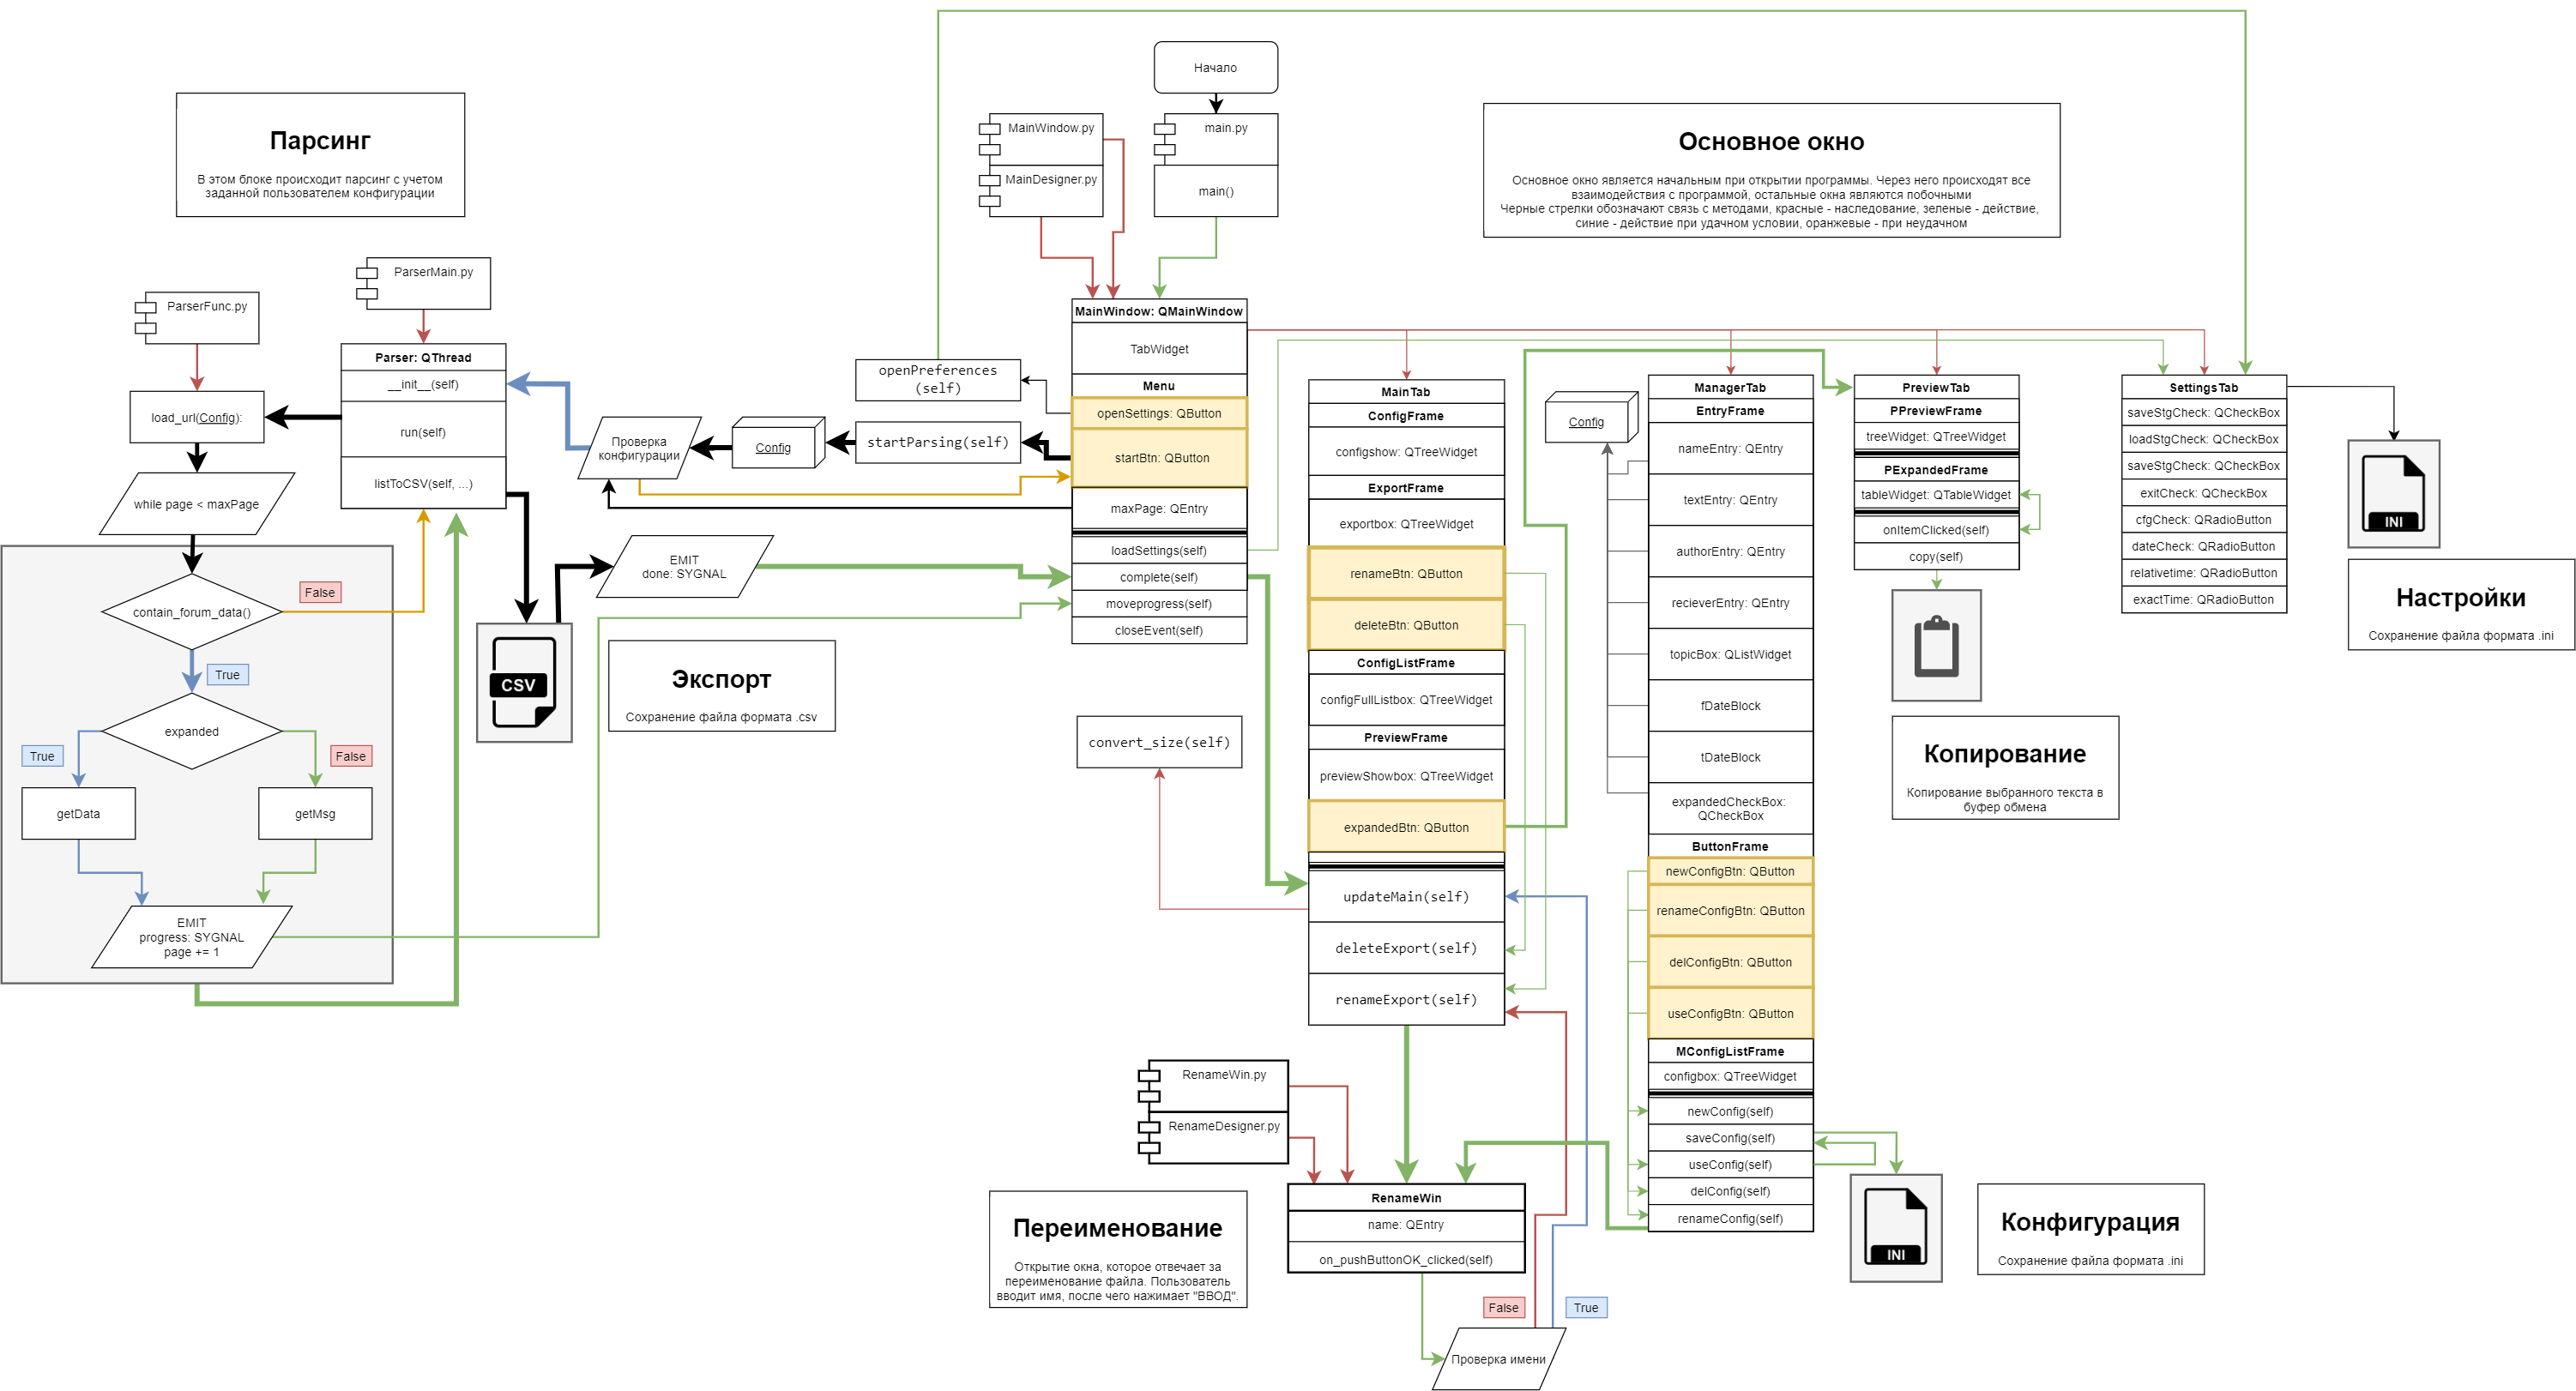 Начало
MainWindow.py
MainDesigner.py
main.py
main()
Парсинг
В этом блоке происходит парсинг с учетом
заданной пользователем конфигурации
Основное окно
Основное окно является начальным при открытии программы. Через него происходят все
взаимодействия с программой, остальные окна являются побочными
Черные стрелки обозначают связь с методами, красные - наследование, зеленые - действие,
синие - действие при удачном условии, оранжевые - при неудачном
ParserMain.py
ParserFunc.py
Parser: QThread
__init__(self)
run(self)
listToCSV(self, ...)
load_url(Config):
while page < maxPage
contain_forum_data()
False
True
expanded
True
False
getData
getMsg
EMIT
progress: SYGNAL
page += 1
CSV
Экспорт
Сохранение файла формата .csv
EMIT
done: SYGNAL
Проверка
конфигурации
Config
startParsing(self)
openPreferences
(self)
MainWindow: QMainWindow
TabWidget
Menu
openSettings: QButton
startBtn: QButton
maxPage: QEntry
loadSettings(self)
complete(self)
moveprogress(self)
closeEvent(self)
convert_size(self)
MainTab
ConfigFrame
configshow: QTreeWidget
ExportFrame
exportbox: QTreeWidget
renameBtn: QButton
deleteBtn: QButton
ConfigListFrame
configFullListbox: QTreeWidget
PreviewFrame
previewShowbox: QTreeWidget
expandedBtn: QButton
updateMain(self)
deleteExport(self)
renameExport(self)
Config
ManagerTab
EntryFrame
nameEntry: QEntry
textEntry: QEntry
authorEntry: QEntry
recieverEntry: QEntry
topicBox: QListWidget
fDateBlock
tDateBlock
expandedCheckBox:
QCheckBox
ButtonFrame
newConfigBtn: QButton
renameConfigBtn: QButton
delConfigBtn: QButton
useConfigBtn: QButton
MConfigListFrame
configbox: QTreeWidget
newConfig(self)
saveConfig(self)
useConfig(self)
delConfig(self)
renameConfig(self)
PreviewTab
PPreviewFrame
treeWidget: QTreeWidget
PExpandedFrame
tableWidget: QTableWidget
onItemClicked(self)
copy(self)
Копирование
Копирование выбранного текста в
буфер обмена
SettingsTab
saveStgCheck: QCheckBox
loadStgCheck: QCheckBox
saveStgCheck: QCheckBox
exitCheck: QCheckBox
cfgCheck: QRadioButton
dateCheck: QRadioButton
relativetime: QRadioButton
exactTime: QRadioButton
INI
Настройки
Сохранение файла формата .ini
RenameWin.py
RenameDesigner.py
Переименование
Открытие окна, которое отвечает за
переименование файла. Пользователь
вводит имя, после чего нажимает "ВВОД".
RenameWin
name: QEntry
on_pushButtonOK_clicked(self)
False
True
Проверка имени
INI
Конфигурация
Сохранение файла формата .ini